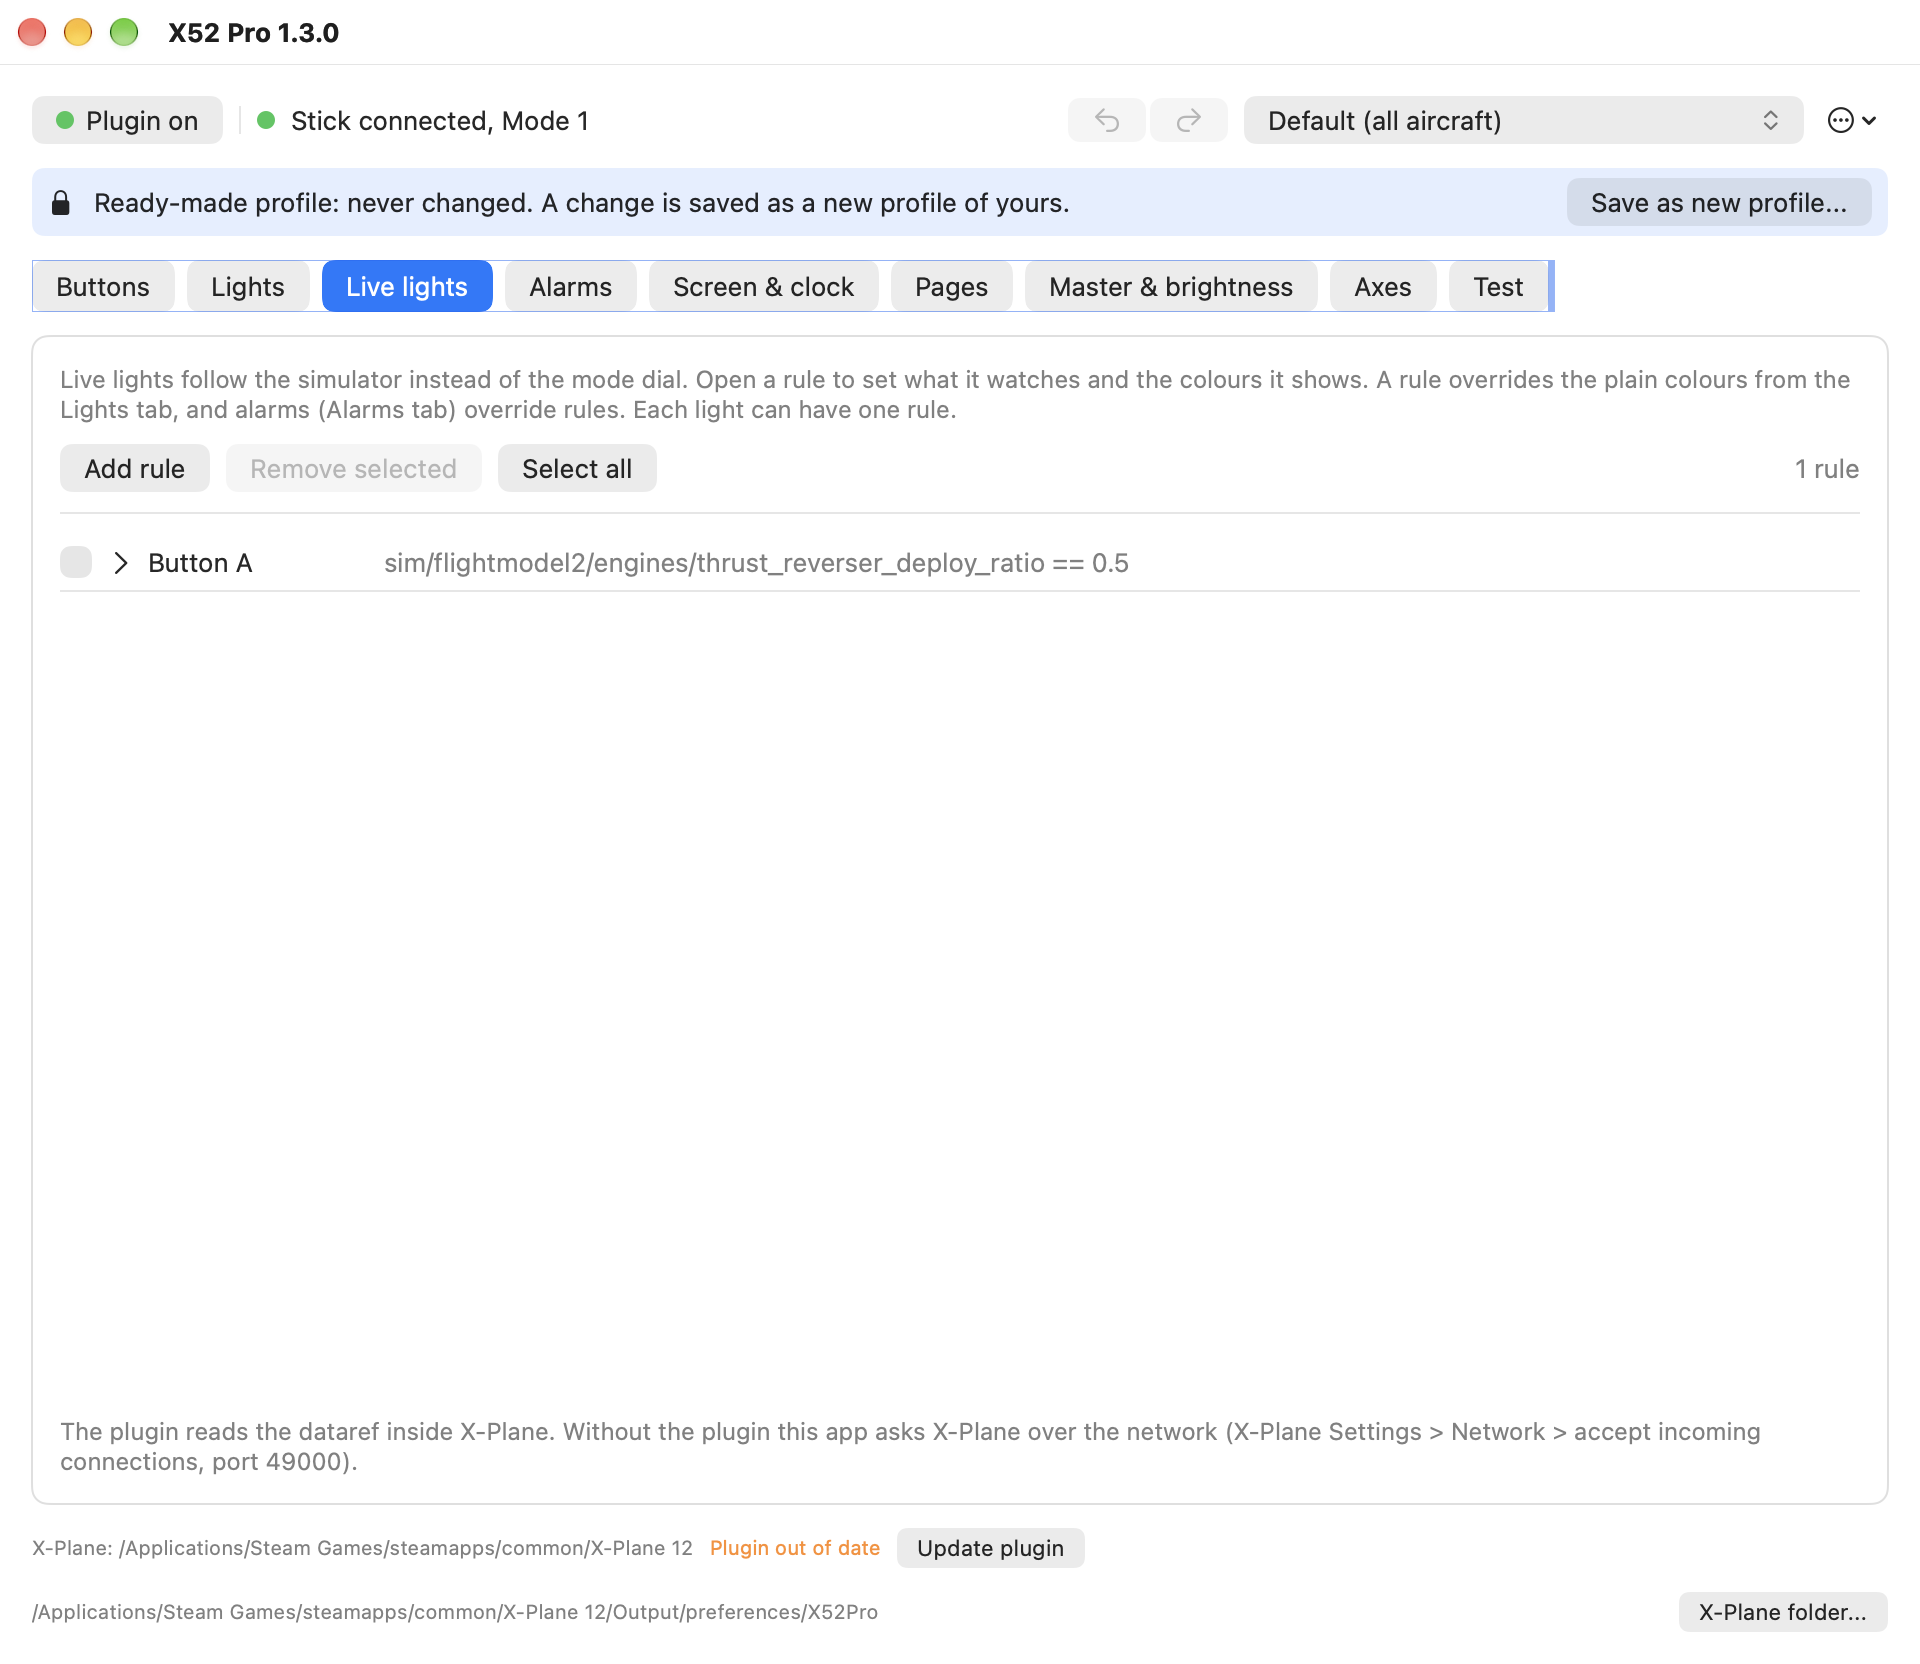 X52 Pro 1.3.0
Plugin on
Stick connected, Mode 1
Default (all aircraft)
Ready-made profile: never changed. A change is saved as a new profile of yours.
Save as new profile...
Buttons
Lights
Live lights
Alarms
Screen & clock
Pages
Master & brightness
Axes
Test
Live lights follow the simulator instead of the mode dial. Open a rule to set what it watches and the colours it shows. A rule overrides the plain colours from the
Lights tab, and alarms (Alarms tab) override rules. Each light can have one rule.
Add rule
Remove selected
Select all
1 rule
Button A
sim/flightmodel2/engines/thrust_reverser_deploy_ratio == 0.5
The plugin reads the dataref inside X-Plane. Without the plugin this app asks X-Plane over the network (X-Plane Settings > Network > accept incoming
connections, port 49000).
X-Plane: /Applications/Steam Games/steamapps/common/X-Plane 12
Plugin out of date
Update plugin
/Applications/Steam Games/steamapps/common/X-Plane 12/Output/preferences/X52Pro
X-Plane folder...